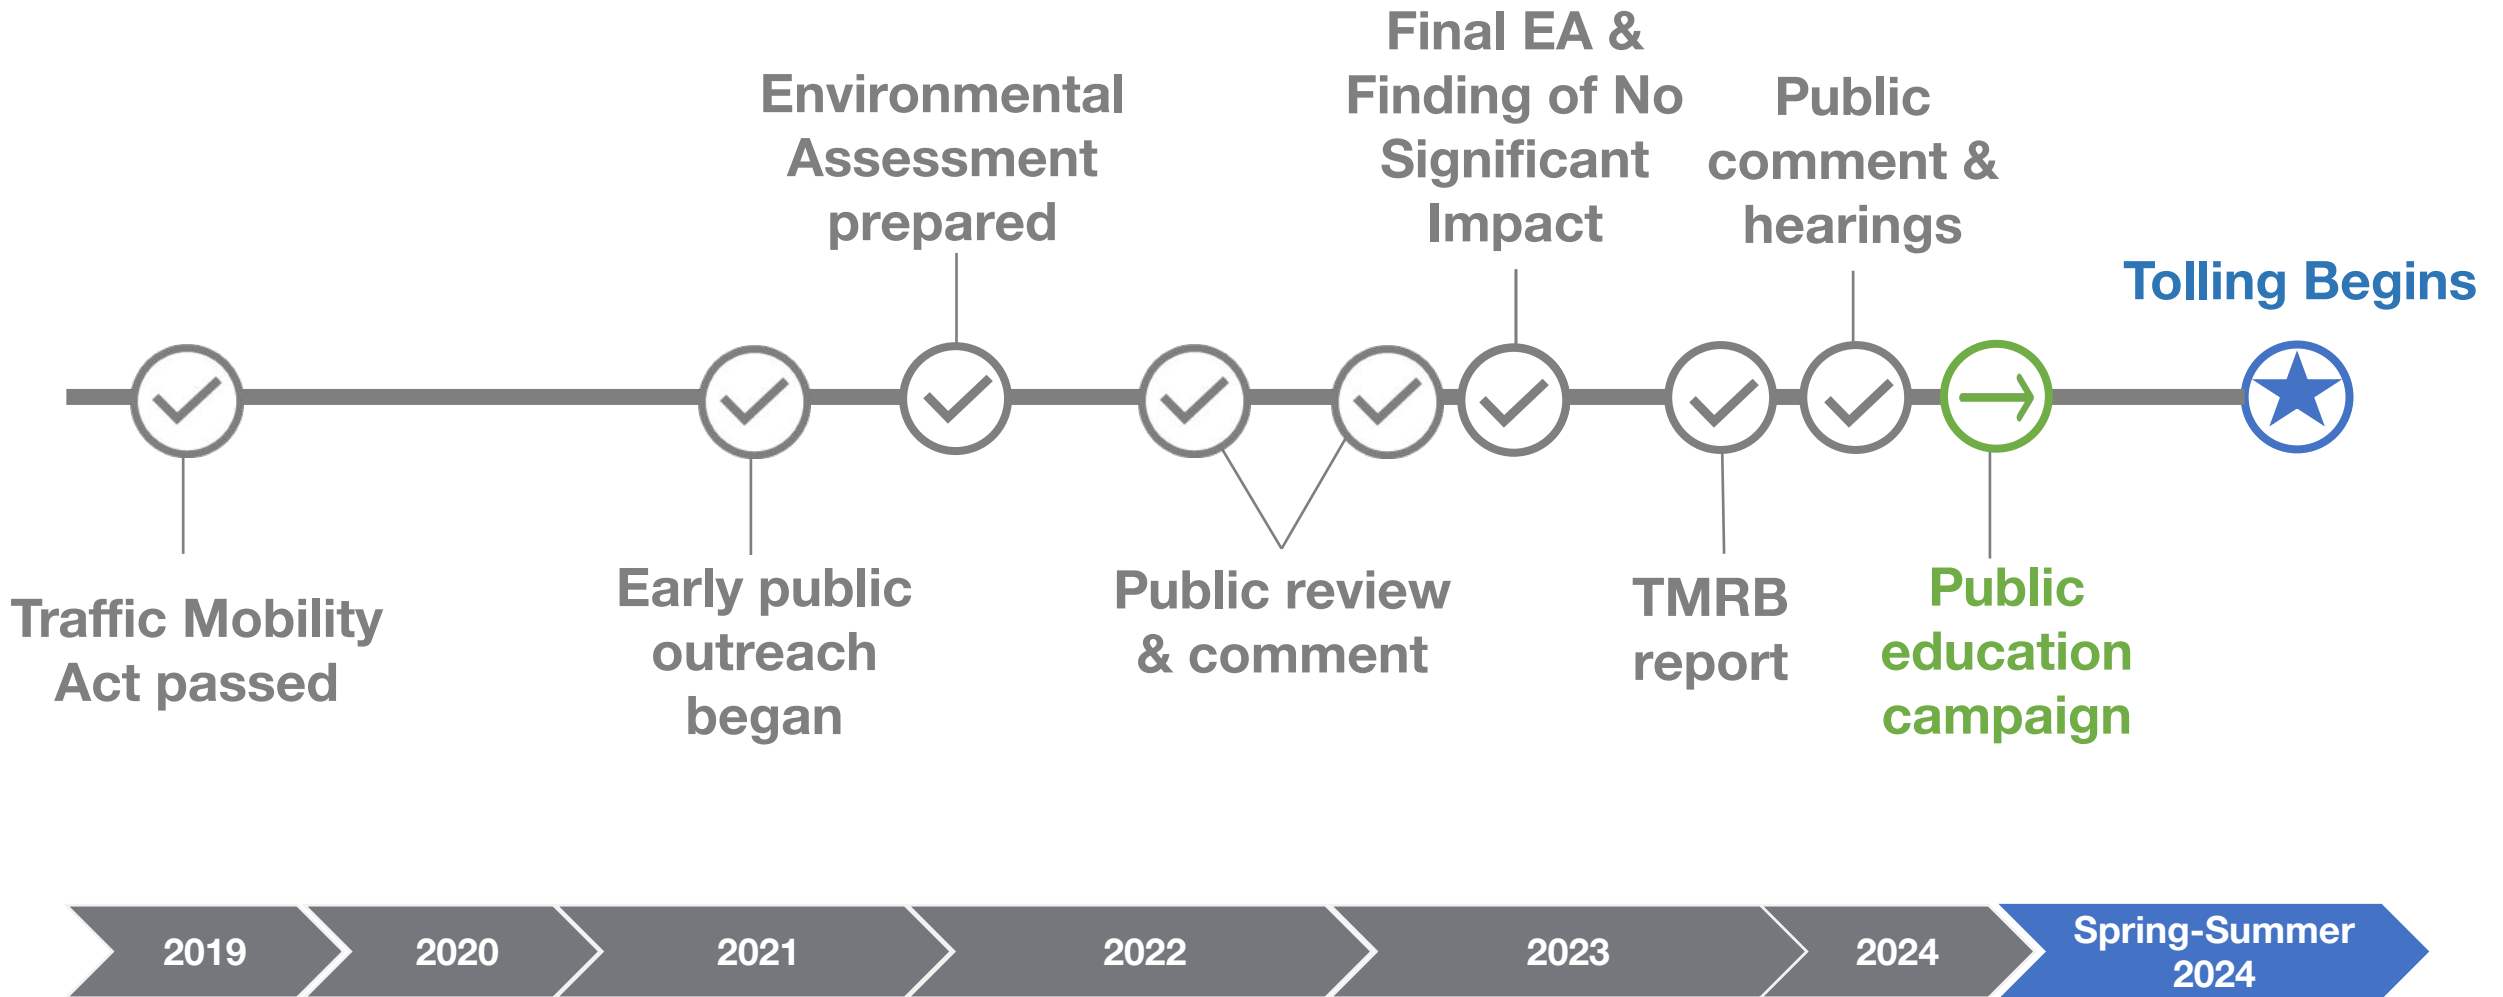 Traffic Mobility
Act passed
Early public
outreach
began
Environmental
Assessment
prepared
Public review
& comment
Final EA &
Finding of No
Significant
Impact
TMRB
report
Public
comment &
hearings
Public
education
campaign
Tolling Begins
2019
2020
2021
2022
2023
2024
Spring-Summer
2024